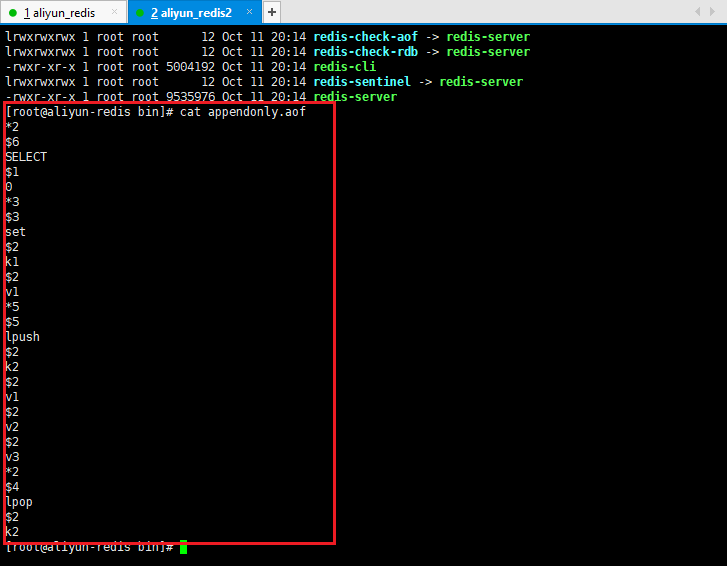 1 aliyun_redis × 2 aliyun_redis2 × +
lrwxrwxrwx 1 root root      12 Oct 11 20:14 redis-check-aof -> redis-server
lrwxrwxrwx 1 root root      12 Oct 11 20:14 redis-check-rdb -> redis-server
-rwxr-xr-x 1 root root 5004192 Oct 11 20:14 redis-cli
lrwxrwxrwx 1 root root      12 Oct 11 20:14 redis-sentinel -> redis-server
-rwxr-xr-x 1 root root 9535976 Oct 11 20:14 redis-server
[root@aliyun-redis bin]# cat appendonly.aof
*2
$6
SELECT
$1
0
*3
$3
set
$2
k1
$2
v1
*5
$5
lpush
$2
k2
$2
v1
$2
v2
$2
v3
*2
$4
lpop
$2
k2
[root@aliyun-redis bin]#